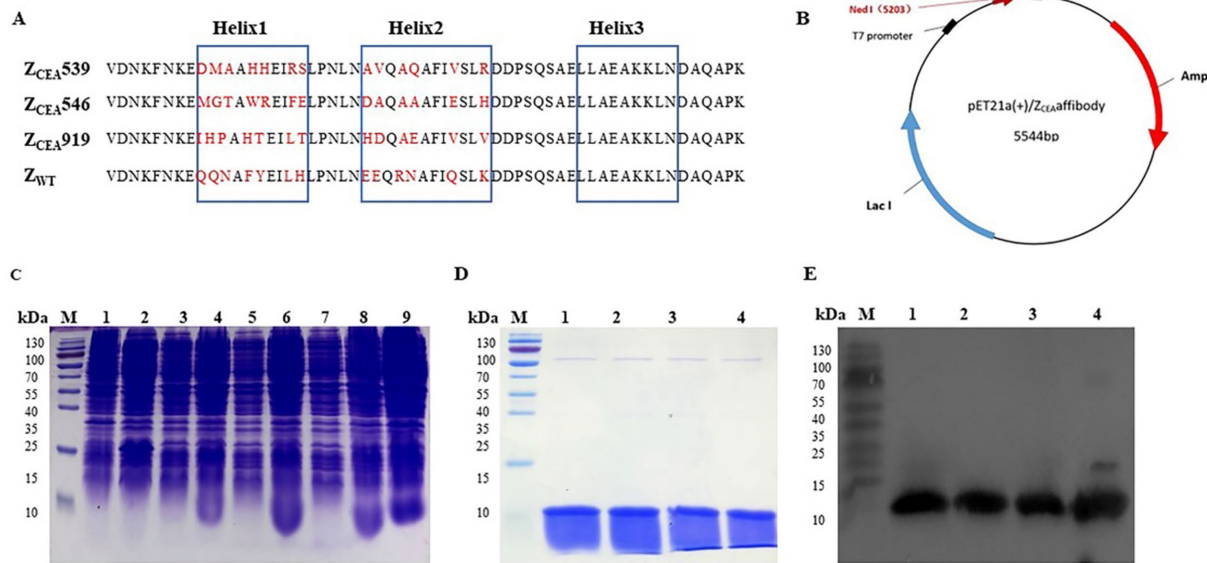 A
Helix1 Helix2 Helix3
ZCEA539 VDNKFNKEDMAAHHEIRSLPNLNAVQAQAFIVSLRDDPSQSAELLAEAKKLNDAQAPK
ZCEA546 VDNKFNKEMGTAWREIFELPNLNDAQAAAFIESLHDDPSQSAELLAEAKKLNDAQAPK
ZCEA919 VDNKFNKEIHPAHTEILTLPNLNHDQAEAFIVSLVDDPSQSAELLAEAKKLNDAQAPK
ZWT VDNKFNKEQQNAFYEILHLPNLNEEQRNAFIQSLKDDPSQSAELLAEAKKLNDAQAPK
B
Ned I（5203）
T7 promoter
Amp
pET21a(+)/ZCEAaffibody
5544bp
Lac I
C
kDa M 1 2 3 4 5 6 7 8 9
130
100
70
55
40
35
25
15
10
D
kDa M 1 2 3 4
130
100
70
55
40
35
25
15
10
E
kDa M 1 2 3 4
130
100
70
55
40
35
25
15
10